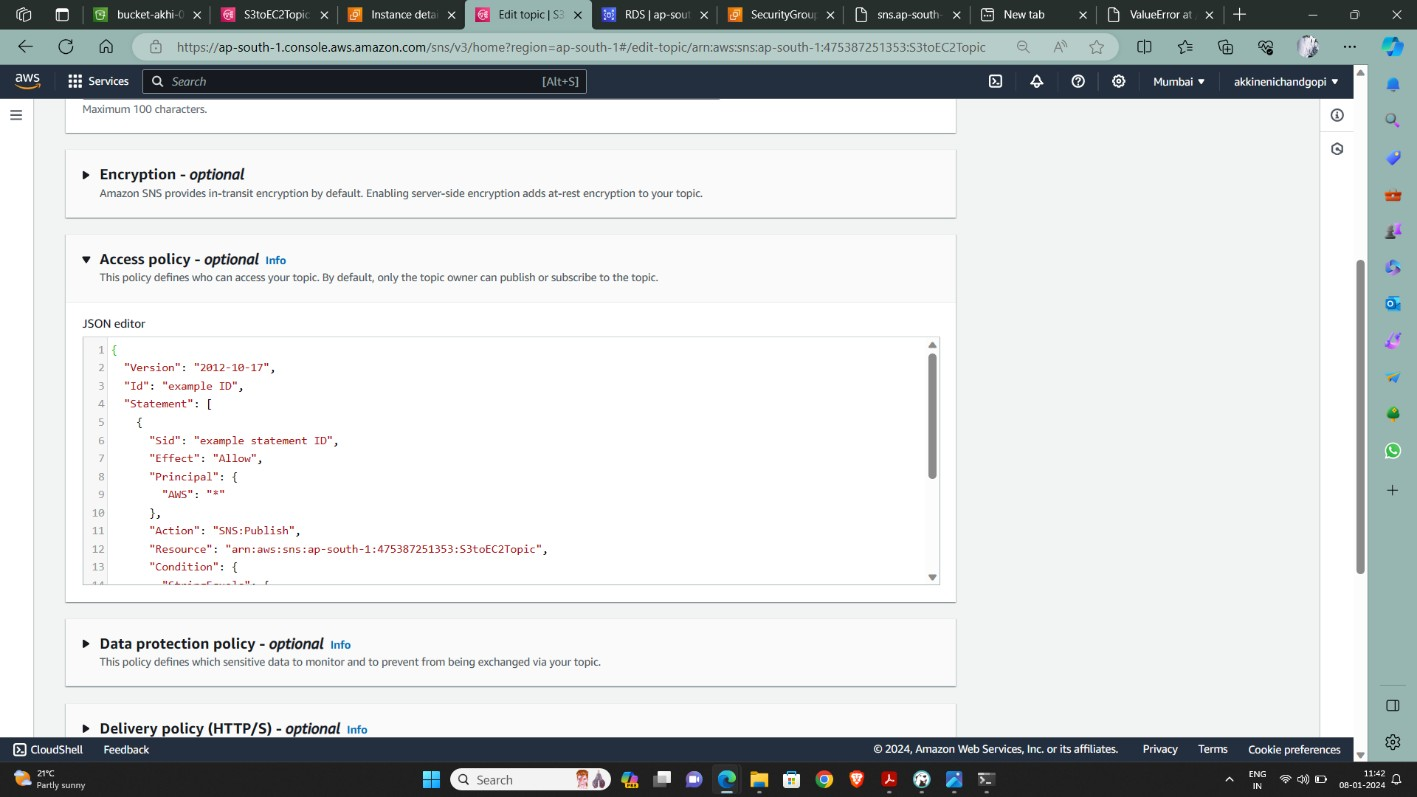 bucket-akhi-0
S3toEC2Topic
Instance detai
Edit topic | S3
RDS | ap-sout
SecurityGroup
sns.ap-south-
New tab
ValueError at
https://ap-south-1.console.aws.amazon.com/sns/v3/home?region=ap-south-1#/edit-topic/arn:aws:sns:ap-south-1:475387251353:S3toEC2Topic
aws
Services
Search
[Alt+S]
Mumbai
akkinenichandgopi
Maximum 100 characters.
Encryption - optional
Amazon SNS provides in-transit encryption by default. Enabling server-side encryption adds at-rest encryption to your topic.
Access policy - optional Info
This policy defines who can access your topic. By default, only the topic owner can publish or subscribe to the topic.
JSON editor
1 {
2 "Version": "2012-10-17",
3 "Id": "example ID",
4 "Statement": [
5 {
6 "Sid": "example statement ID",
7 "Effect": "Allow",
8 "Principal": {
9 "AWS": "*"
10 },
11 "Action": "SNS:Publish",
12 "Resource": "arn:aws:sns:ap-south-1:475387251353:S3toEC2Topic",
13 "Condition": {
14 "StringEquals": {
Data protection policy - optional Info
This policy defines which sensitive data to monitor and to prevent from being exchanged via your topic.
Delivery policy (HTTP/S) - optional Info
CloudShell Feedback
© 2024, Amazon Web Services, Inc. or its affiliates. Privacy Terms Cookie preferences
21°C
Partly sunny
Search
ENG
IN
11:42
08-01-2024